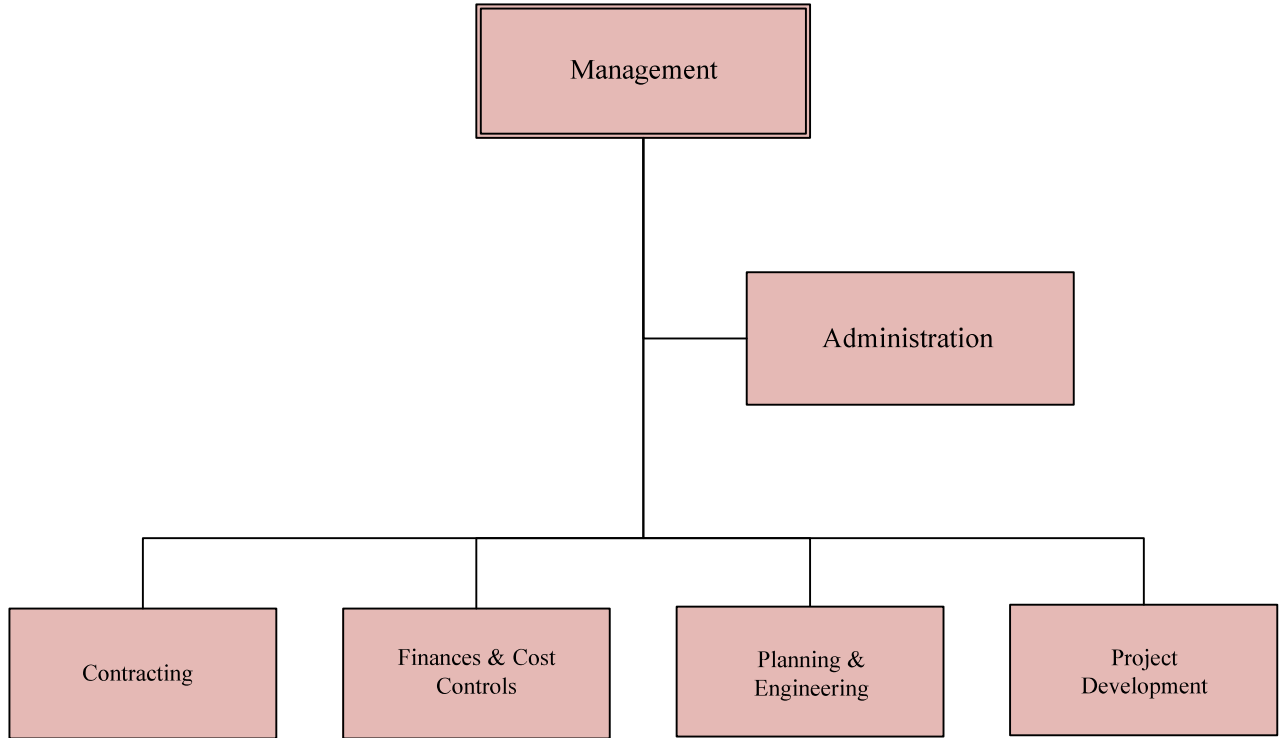 Management
Administration
Contracting
Finances & Cost
Controls
Planning &
Engineering
Project
Development